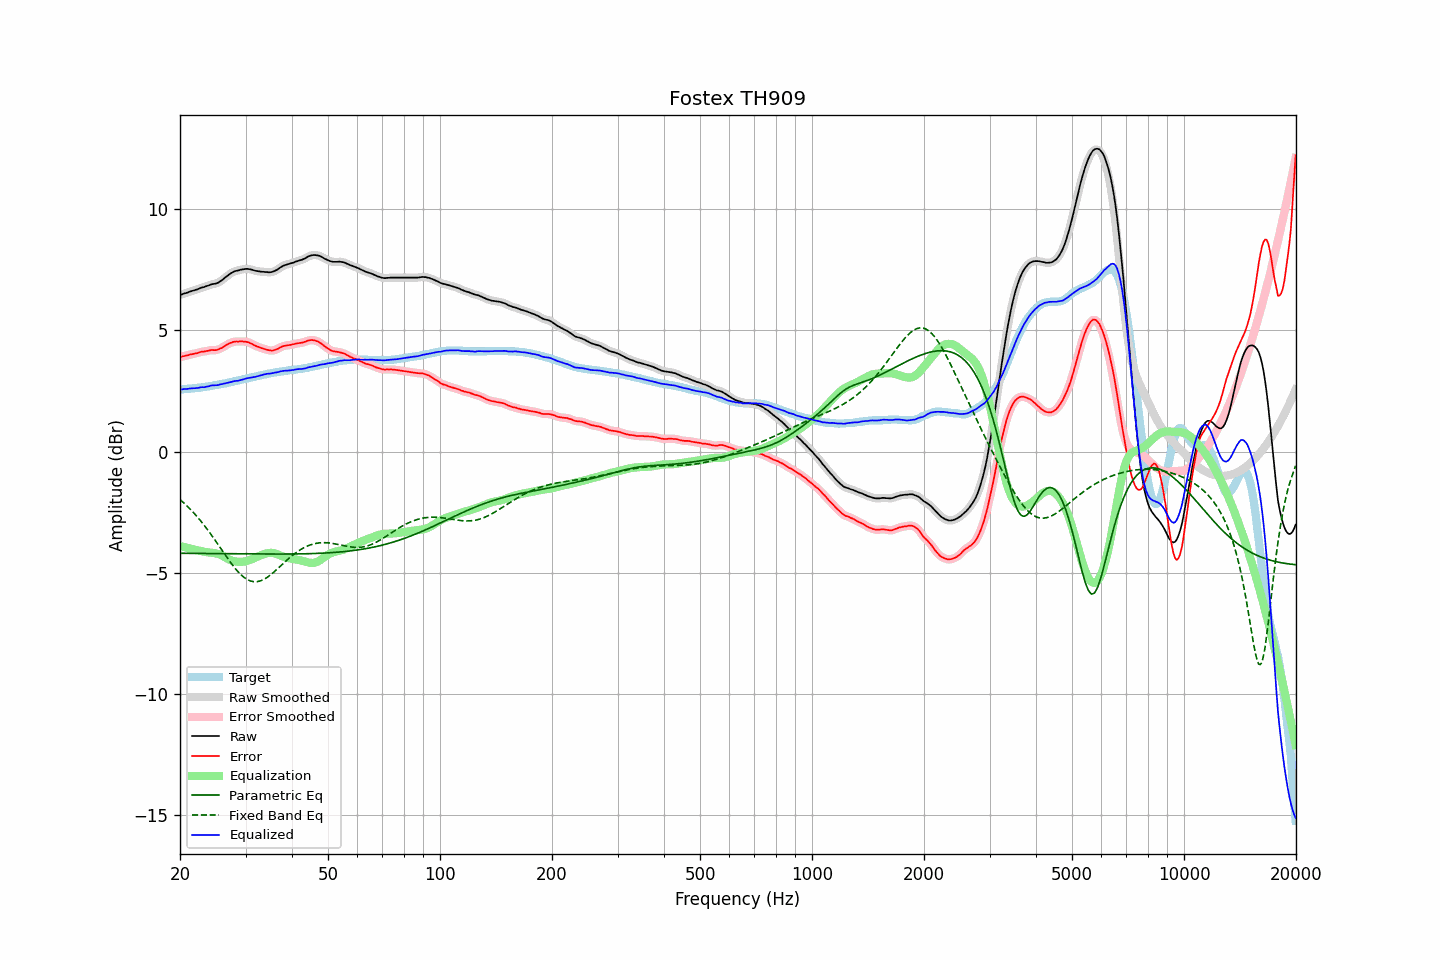 Fostex TH909
Amplitude (dBr)
10
5
0
−5
−10
−15
Target
Raw Smoothed
Error Smoothed
Raw
Error
Equalization
Parametric Eq
Fixed Band Eq
Equalized
20 50 100 200 500 1000 2000 5000 10000 20000
Frequency (Hz)